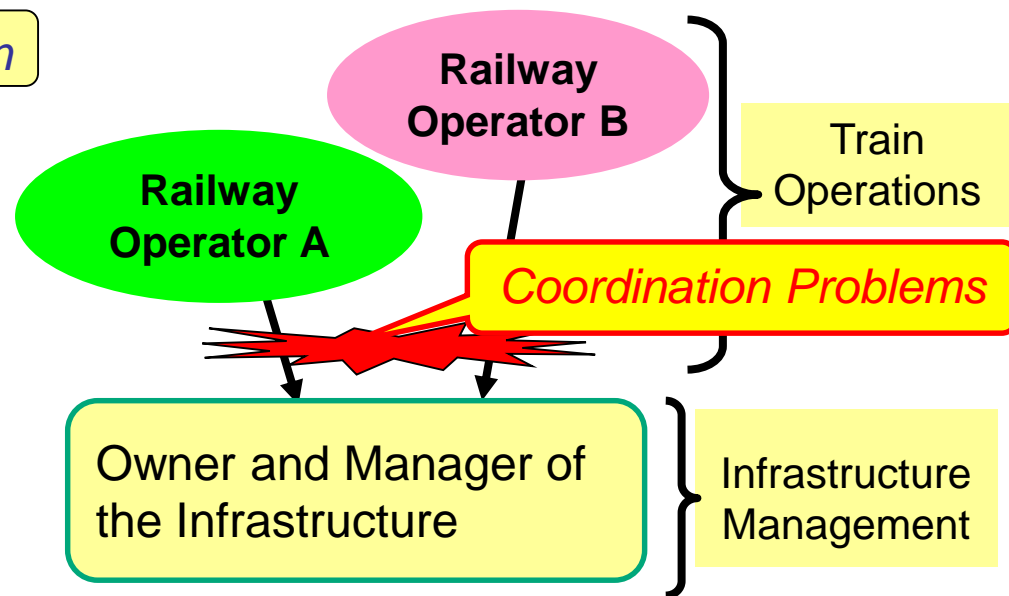 Railway
Operator B
Railway
Operator A
Train
Operations
Coordination Problems
Owner and Manager of
the Infrastructure
Infrastructure
Management